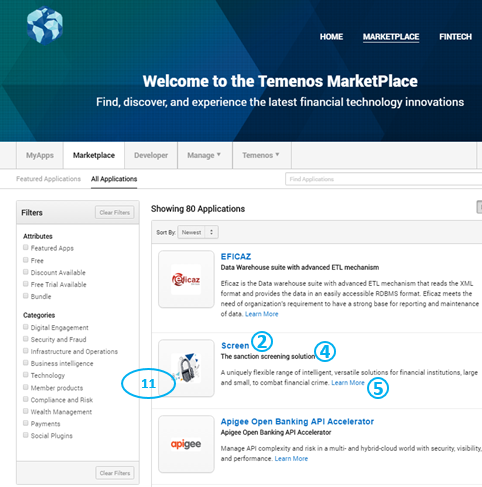 HOME MARKETPLACE FINTECH
Welcome to the Temenos MarketPlace
Find, discover, and experience the latest financial technology innovations
MyApps Marketplace Developer Manage Temenos
Featured Applications All Applications Find Applications
Filters Clear Filters
Attributes
Featured Apps
Free
Discount Available
Free Trial Available
Bundle
Categories
Digital Engagement
Security and Fraud
Infrastructure and Operations
Business intelligence
Technology
Member products
Compliance and Risk
Wealth Management
Payments
Social Plugins
Clear Filters
Showing 80 Applications
Sort By: Newest
eficaz
EFICAZ
Data Warehouse suite with advanced ETL mechanism
Eficaz is the Data warehouse suite with advanced ETL mechanism that reads the XML
format and provides the data in an easily accessible RDBMS format. Eficaz meets the
need of organization's requirement to have a strong base for reporting and maintenance
of data. Learn More
11
Screen 2
The sanction screening solution 4
A uniquely flexible range of intelligent, versatile solutions for financial institutions, large
and small, to combat financial crime. Learn More 5
apigee
Apigee Open Banking API Accelerator
Apigee Open Banking API Accelerator
Manage API complexity and risk in a multi- and hybrid-cloud world with security, visibility,
and performance. Learn More